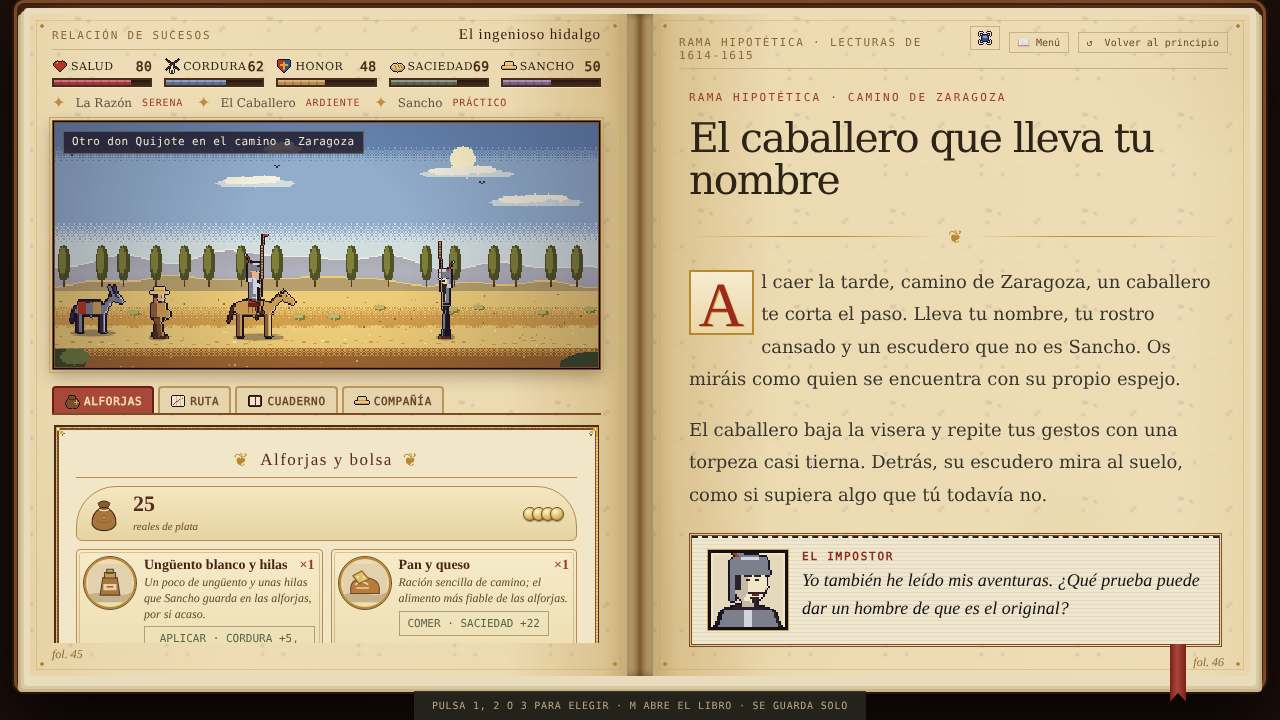 RELACIÓN DE SUCESOS
El ingenioso hidalgo
SALUD 80
CORDURA 62
HONOR 48
SACIEDAD 69
SANCHO 50
La Razón SERENA
El Caballero ARDIENTE
Sancho PRÁCTICO
Otro don Quijote en el camino a Zaragoza
ALFORJAS
RUTA
CUADERNO
COMPAÑÍA
Alforjas y bolsa
25
reales de plata
Ungüento blanco y hilas ×1
Un poco de ungüento y unas hilas
que Sancho guarda en las alforjas,
por si acaso.
APLICAR · CORDURA +5,
Pan y queso ×1
Ración sencilla de camino; el
alimento más fiable de las alforjas.
COMER · SACIEDAD +22
fol. 45
RAMA HIPOTÉTICA · LECTURAS DE
1614-1615
Menú
↺ Volver al principio
RAMA HIPOTÉTICA · CAMINO DE ZARAGOZA
El caballero que lleva tu
nombre
Al caer la tarde, camino de Zaragoza, un caballero
te corta el paso. Lleva tu nombre, tu rostro
cansado y un escudero que no es Sancho. Os
miráis como quien se encuentra con su propio espejo.
El caballero baja la visera y repite tus gestos con una
torpeza casi tierna. Detrás, su escudero mira al suelo,
como si supiera algo que tú todavía no.
EL IMPOSTOR
Yo también he leído mis aventuras. ¿Qué prueba puede
dar un hombre de que es el original?
fol. 46
PULSA 1, 2 O 3 PARA ELEGIR · M ABRE EL LIBRO · SE GUARDA SOLO